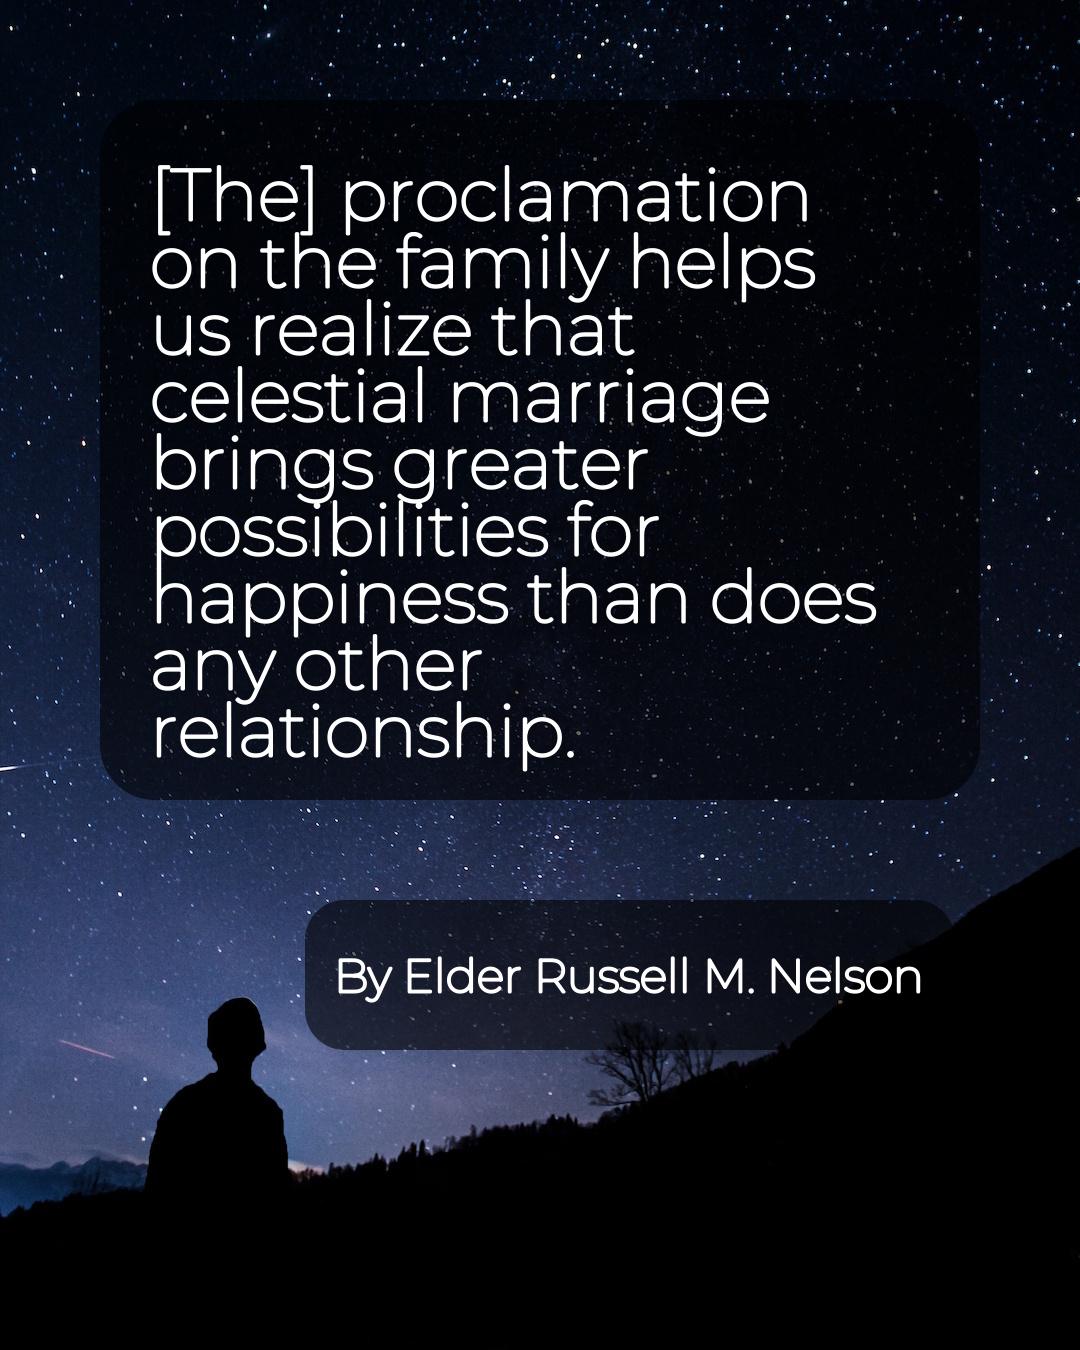 [The] proclamation
on the family helps
us realize that
celestial marriage
brings greater
possibilities for
happiness than does
any other
relationship.
By Elder Russell M. Nelson